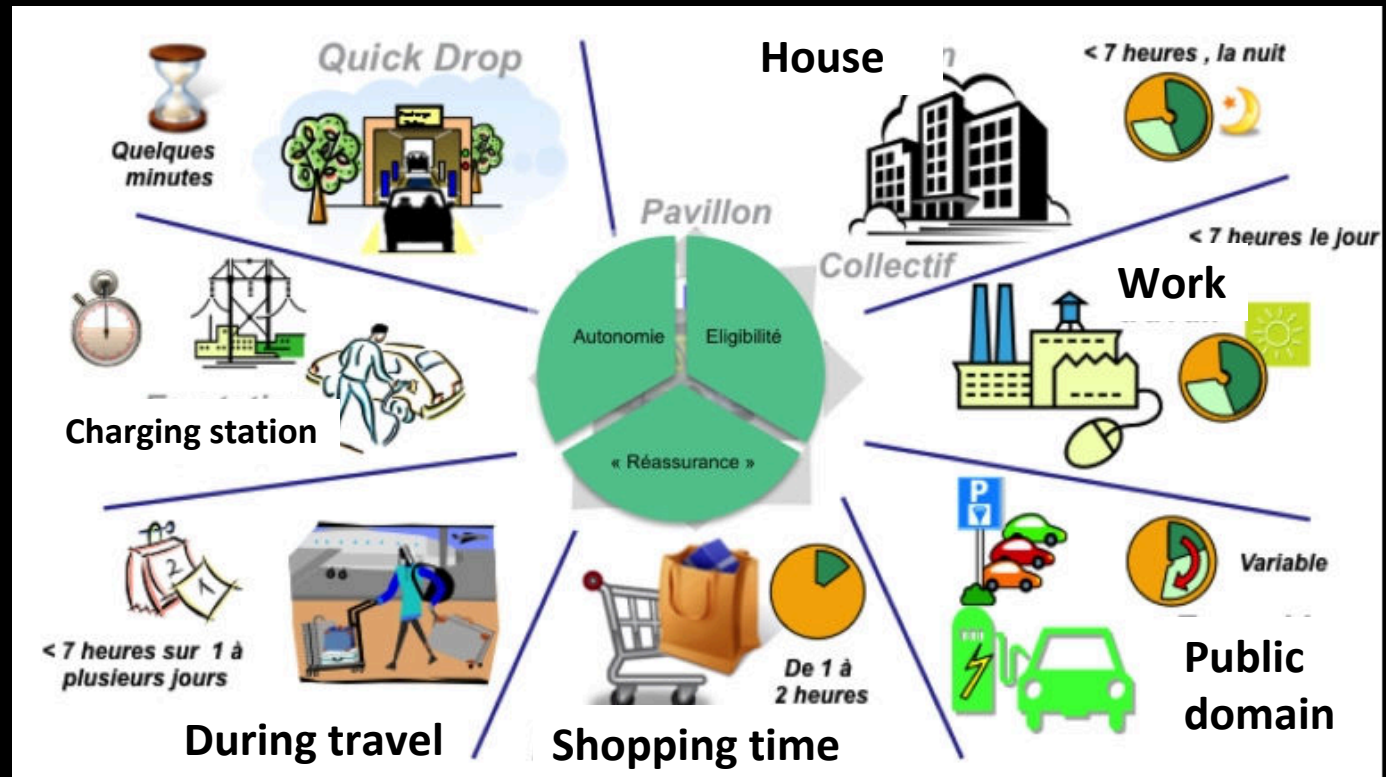 Quick Drop
Quelques
minutes
House
< 7 heures , la nuit
Pavillon
Collectif
< 7 heures le jour
Work
Autonomie
Eligibilité
« Réassurance »
Charging station
P
Variable
Public
domain
2
1
< 7 heures sur 1 à
plusieurs jours
During travel
De 1 à
2 heures
Shopping time